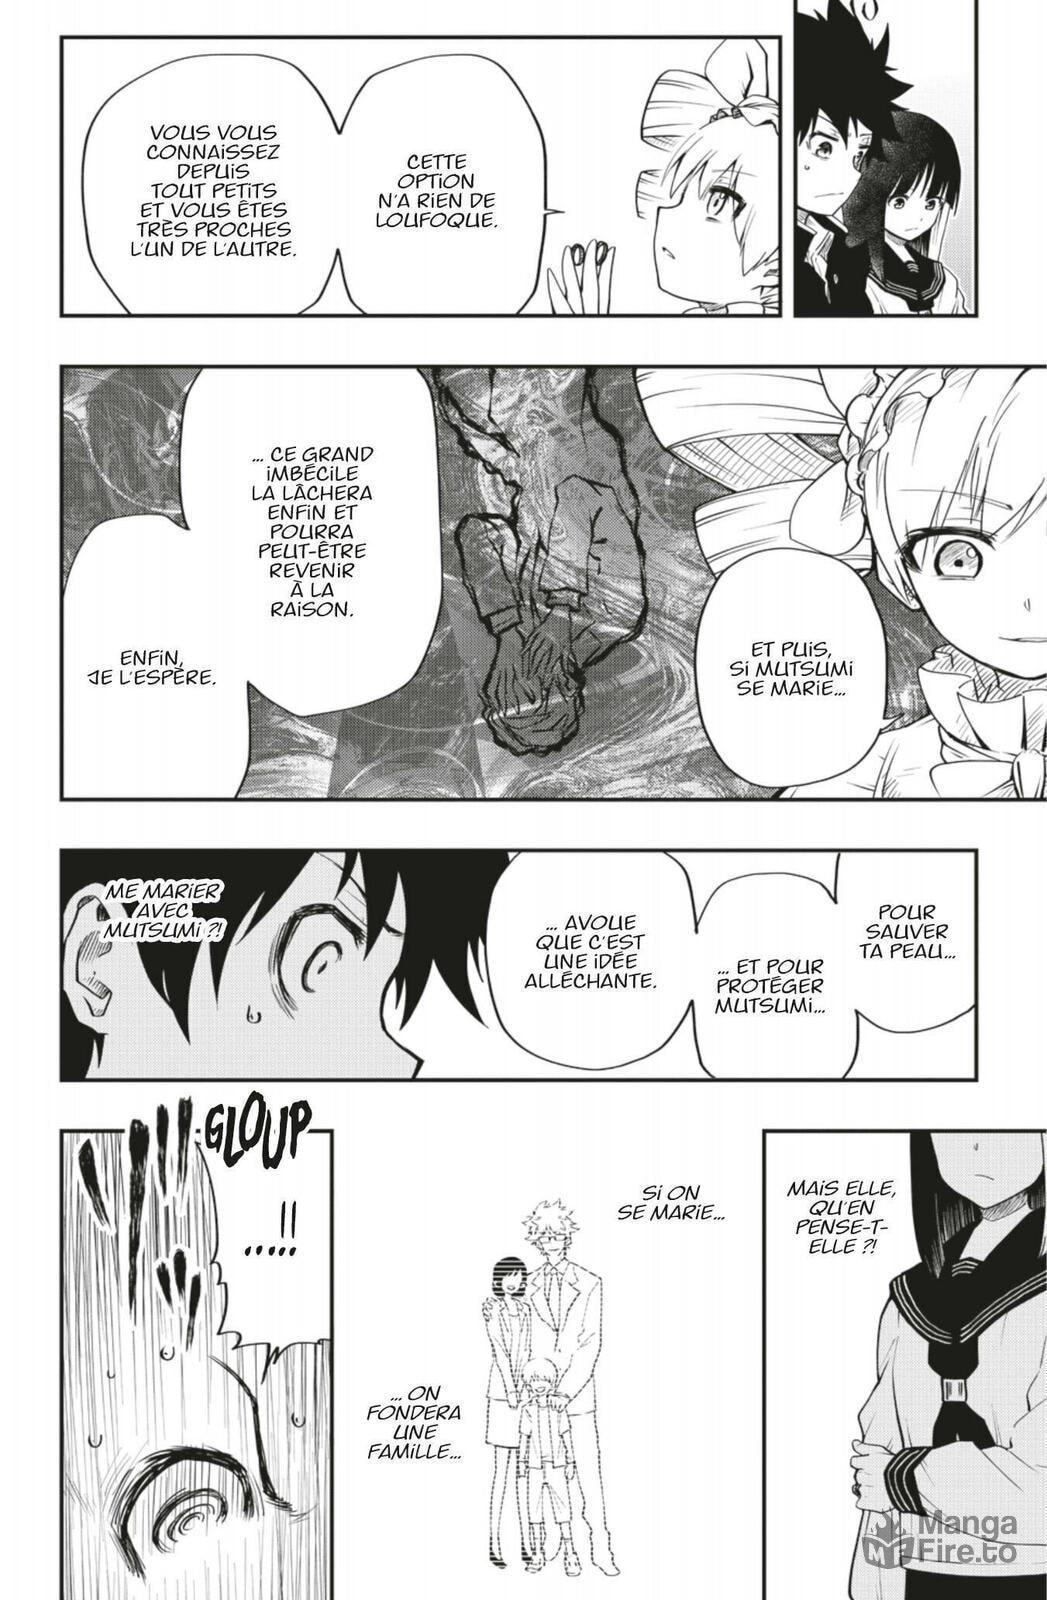 CETTE
OPTION
N'A RIEN DE
LOUFOQUE.
VOUS VOUS
CONNAISSEZ
DEPUIS
TOUT PETITS
ET VOUS ÊTES
TRÈS PROCHES
L'UN DE L'AUTRE.
ET PUIS,
SI MUTSUMI
SE MARIE...
... CE GRAND
IMBÉCILE
LA LÂCHERA
ENFIN ET
POURRA
PEUT-ÊTRE
REVENIR
À LA
RAISON.
ENFIN,
JE L'ESPÈRE.
POUR
SAUVER
TA PEAU...
... ET POUR
PROTÉGER
MUTSUMI...
... AVOUE
QUE C'EST
UNE IDÉE
ALLÉCHANTE.
ME MARIER
AVEC
MUTSUMI ?!
MAIS ELLE,
QU'EN
PENSE-T-
ELLE ?!
SI ON
SE MARIE...
... ON
FONDERA
UNE
FAMILLE...
GLOUP
.....!!
Manga
Fire.to